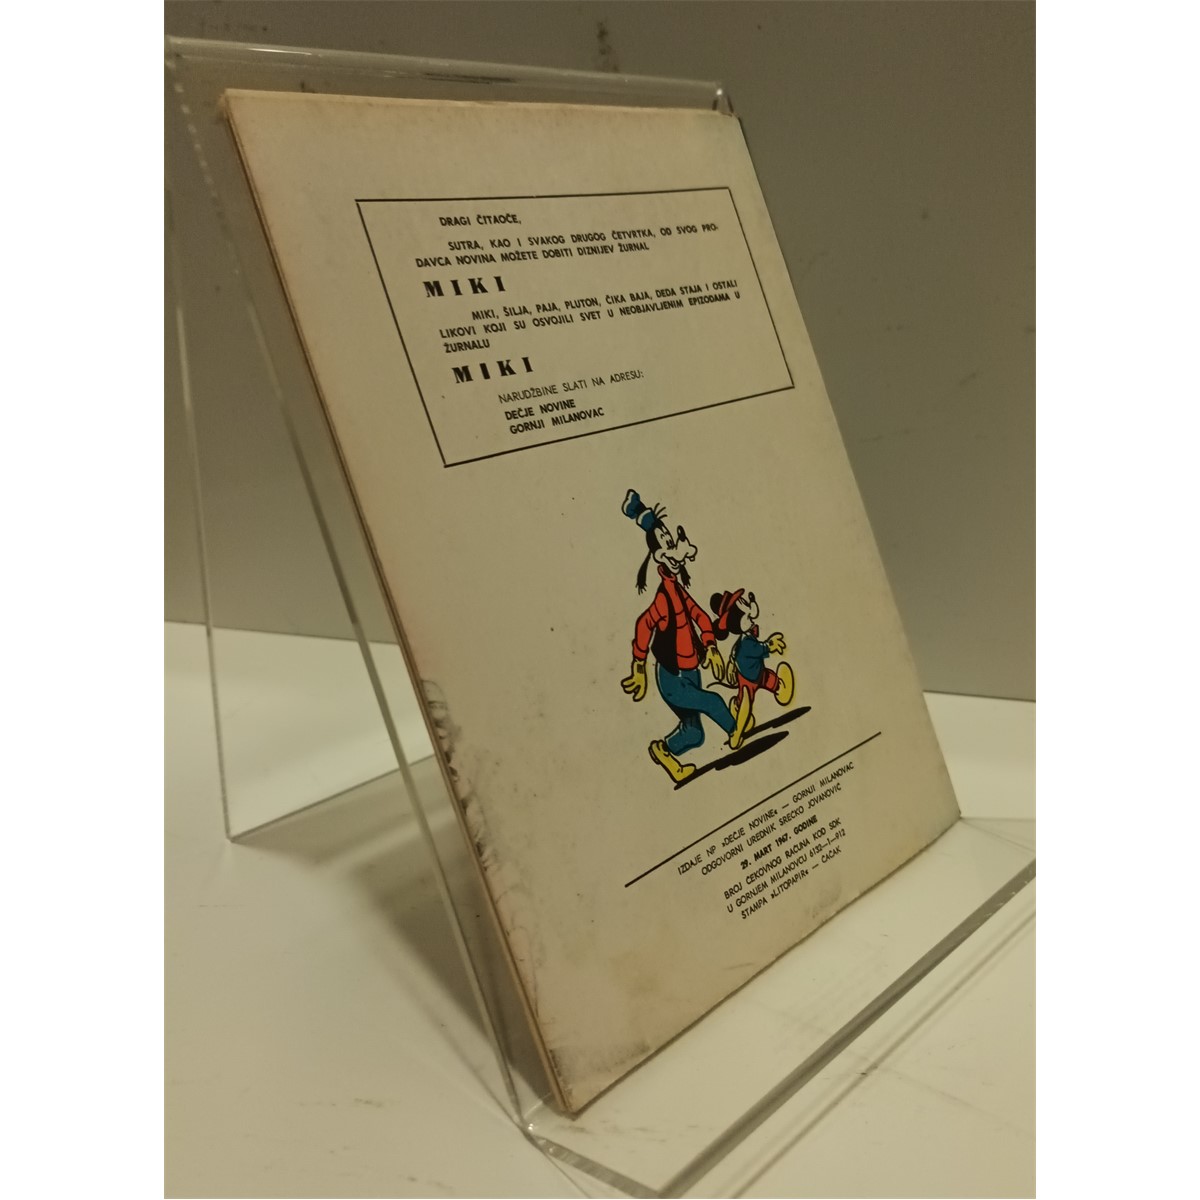 DRAGI ČITAOČE,
SUTRA, KAO I SVAKOG DRUGOG ČETVRTKA, OD SVOG PRO-
DAVCA NOVINA MOŽETE DOBITI DIZNIJEV ŽURNAL
MIKI
MIKI, ŠILJA, PAJA, PLUTON, ČIKA BAJA, DEDA STAJA I OSTALI
LIKOVI KOJI SU OSVOJILI SVET U NEOBJAVLJENIM EPIZODAMA U
ŽURNALU
MIKI
NARUDŽBINE SLATI NA ADRESU:
DEČJE NOVINE
GORNJI MILANOVAC
IZDAJE NP »DEČJE NOVINE« — GORNJI MILANOVAC
ODGOVORNI UREDNIK SREĆKO JOVANOVIĆ
29. MART 1967. GODINE
BROJ ČEKOVNOG RAČUNA KOD SDK
U GORNJEM MILANOVCU 6152—1—912
ŠTAMPA »LITOPAPIR« — ČAČAK